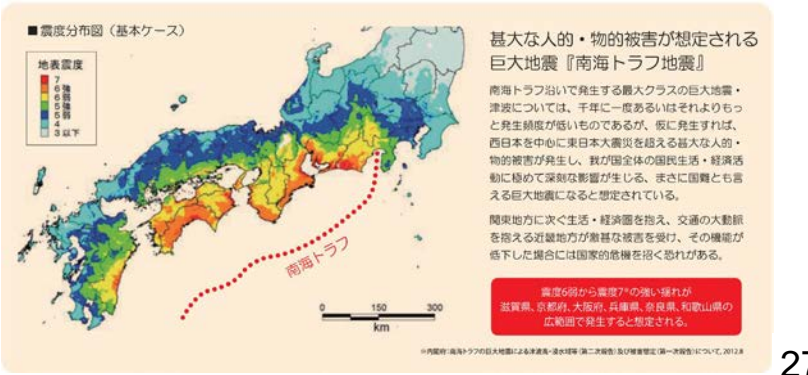 ■震度分布図（基本ケース）
地表震度
7
6強
6弱
5強
5弱
4
3以下
南海トラフ
0 150 300
km
甚大な人的・物的被害が想定される
巨大地震『南海トラフ地震』
南海トラフ沿いで発生する最大クラスの巨大地震・
津波については、千年に一度あるいはそれよりもっ
と発生頻度が低いものであるが、仮に発生すれば、
西日本を中心に東日本大震災を超える甚大な人的・
物的被害が発生し、我が国全体の国民生活・経済活
動に極めて深刻な影響が生じる、まさに国難とも言
える巨大地震になると想定されている。
関東地方に次ぐ生活・経済圏を抱え、交通の大動脈
を抱える近畿地方が激甚な被害を受け、その機能が
低下した場合には国家的危機を招く恐れがある。
震度6弱から震度7※の強い揺れが
滋賀県、京都府、大阪府、兵庫県、奈良県、和歌山県の
広範囲で発生すると想定される。
※内閣府：南海トラフの巨大地震による津波高・浸水域等（第二次報告）及び被害想定（第一次報告）について, 2012.8
27